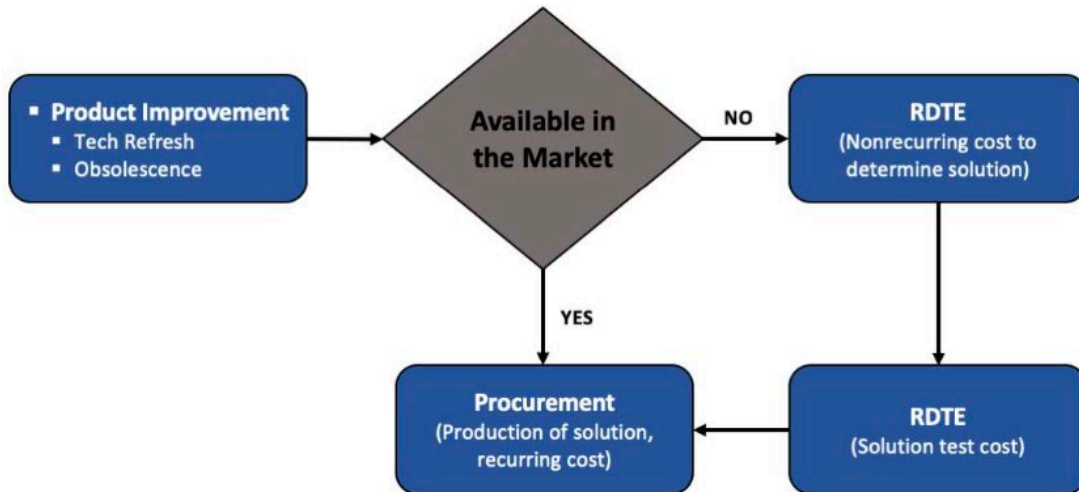 ▪ Product Improvement
▪ Tech Refresh
▪ Obsolescence
Available in
the Market
NO
RDTE
(Nonrecurring cost to
determine solution)
YES
Procurement
(Production of solution,
recurring cost)
RDTE
(Solution test cost)